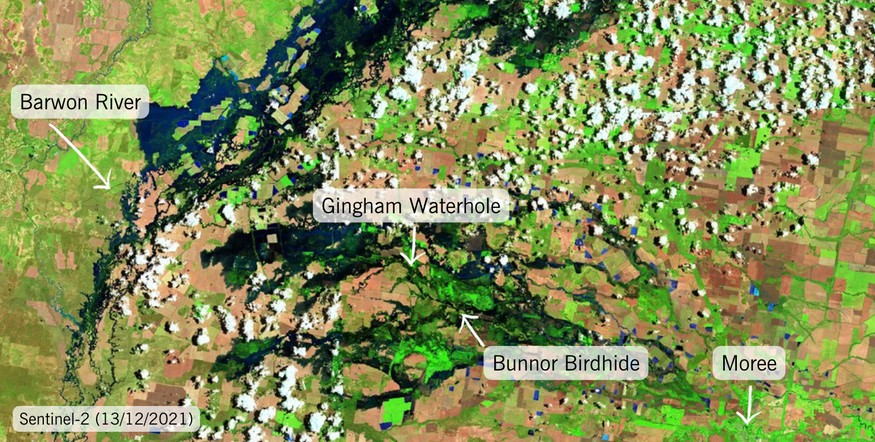 Barwon River
Gingham Waterhole
Bunnor Birdhide
Moree
Sentinel-2 (13/12/2021)